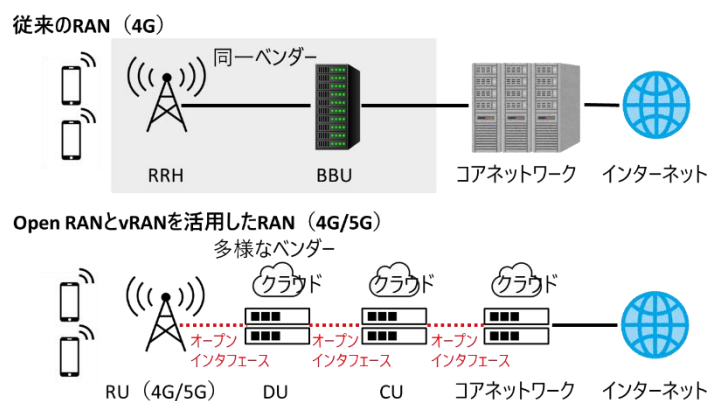 従来のRAN（4G）
同一ベンダー
RRH
BBU
コアネットワーク
インターネット
Open RANとvRANを活用したRAN（4G/5G）
多様なベンダー
クラウド
クラウド
クラウド
オープン
インタフェース
オープン
インタフェース
オープン
インタフェース
RU（4G/5G）
DU
CU
コアネットワーク
インターネット